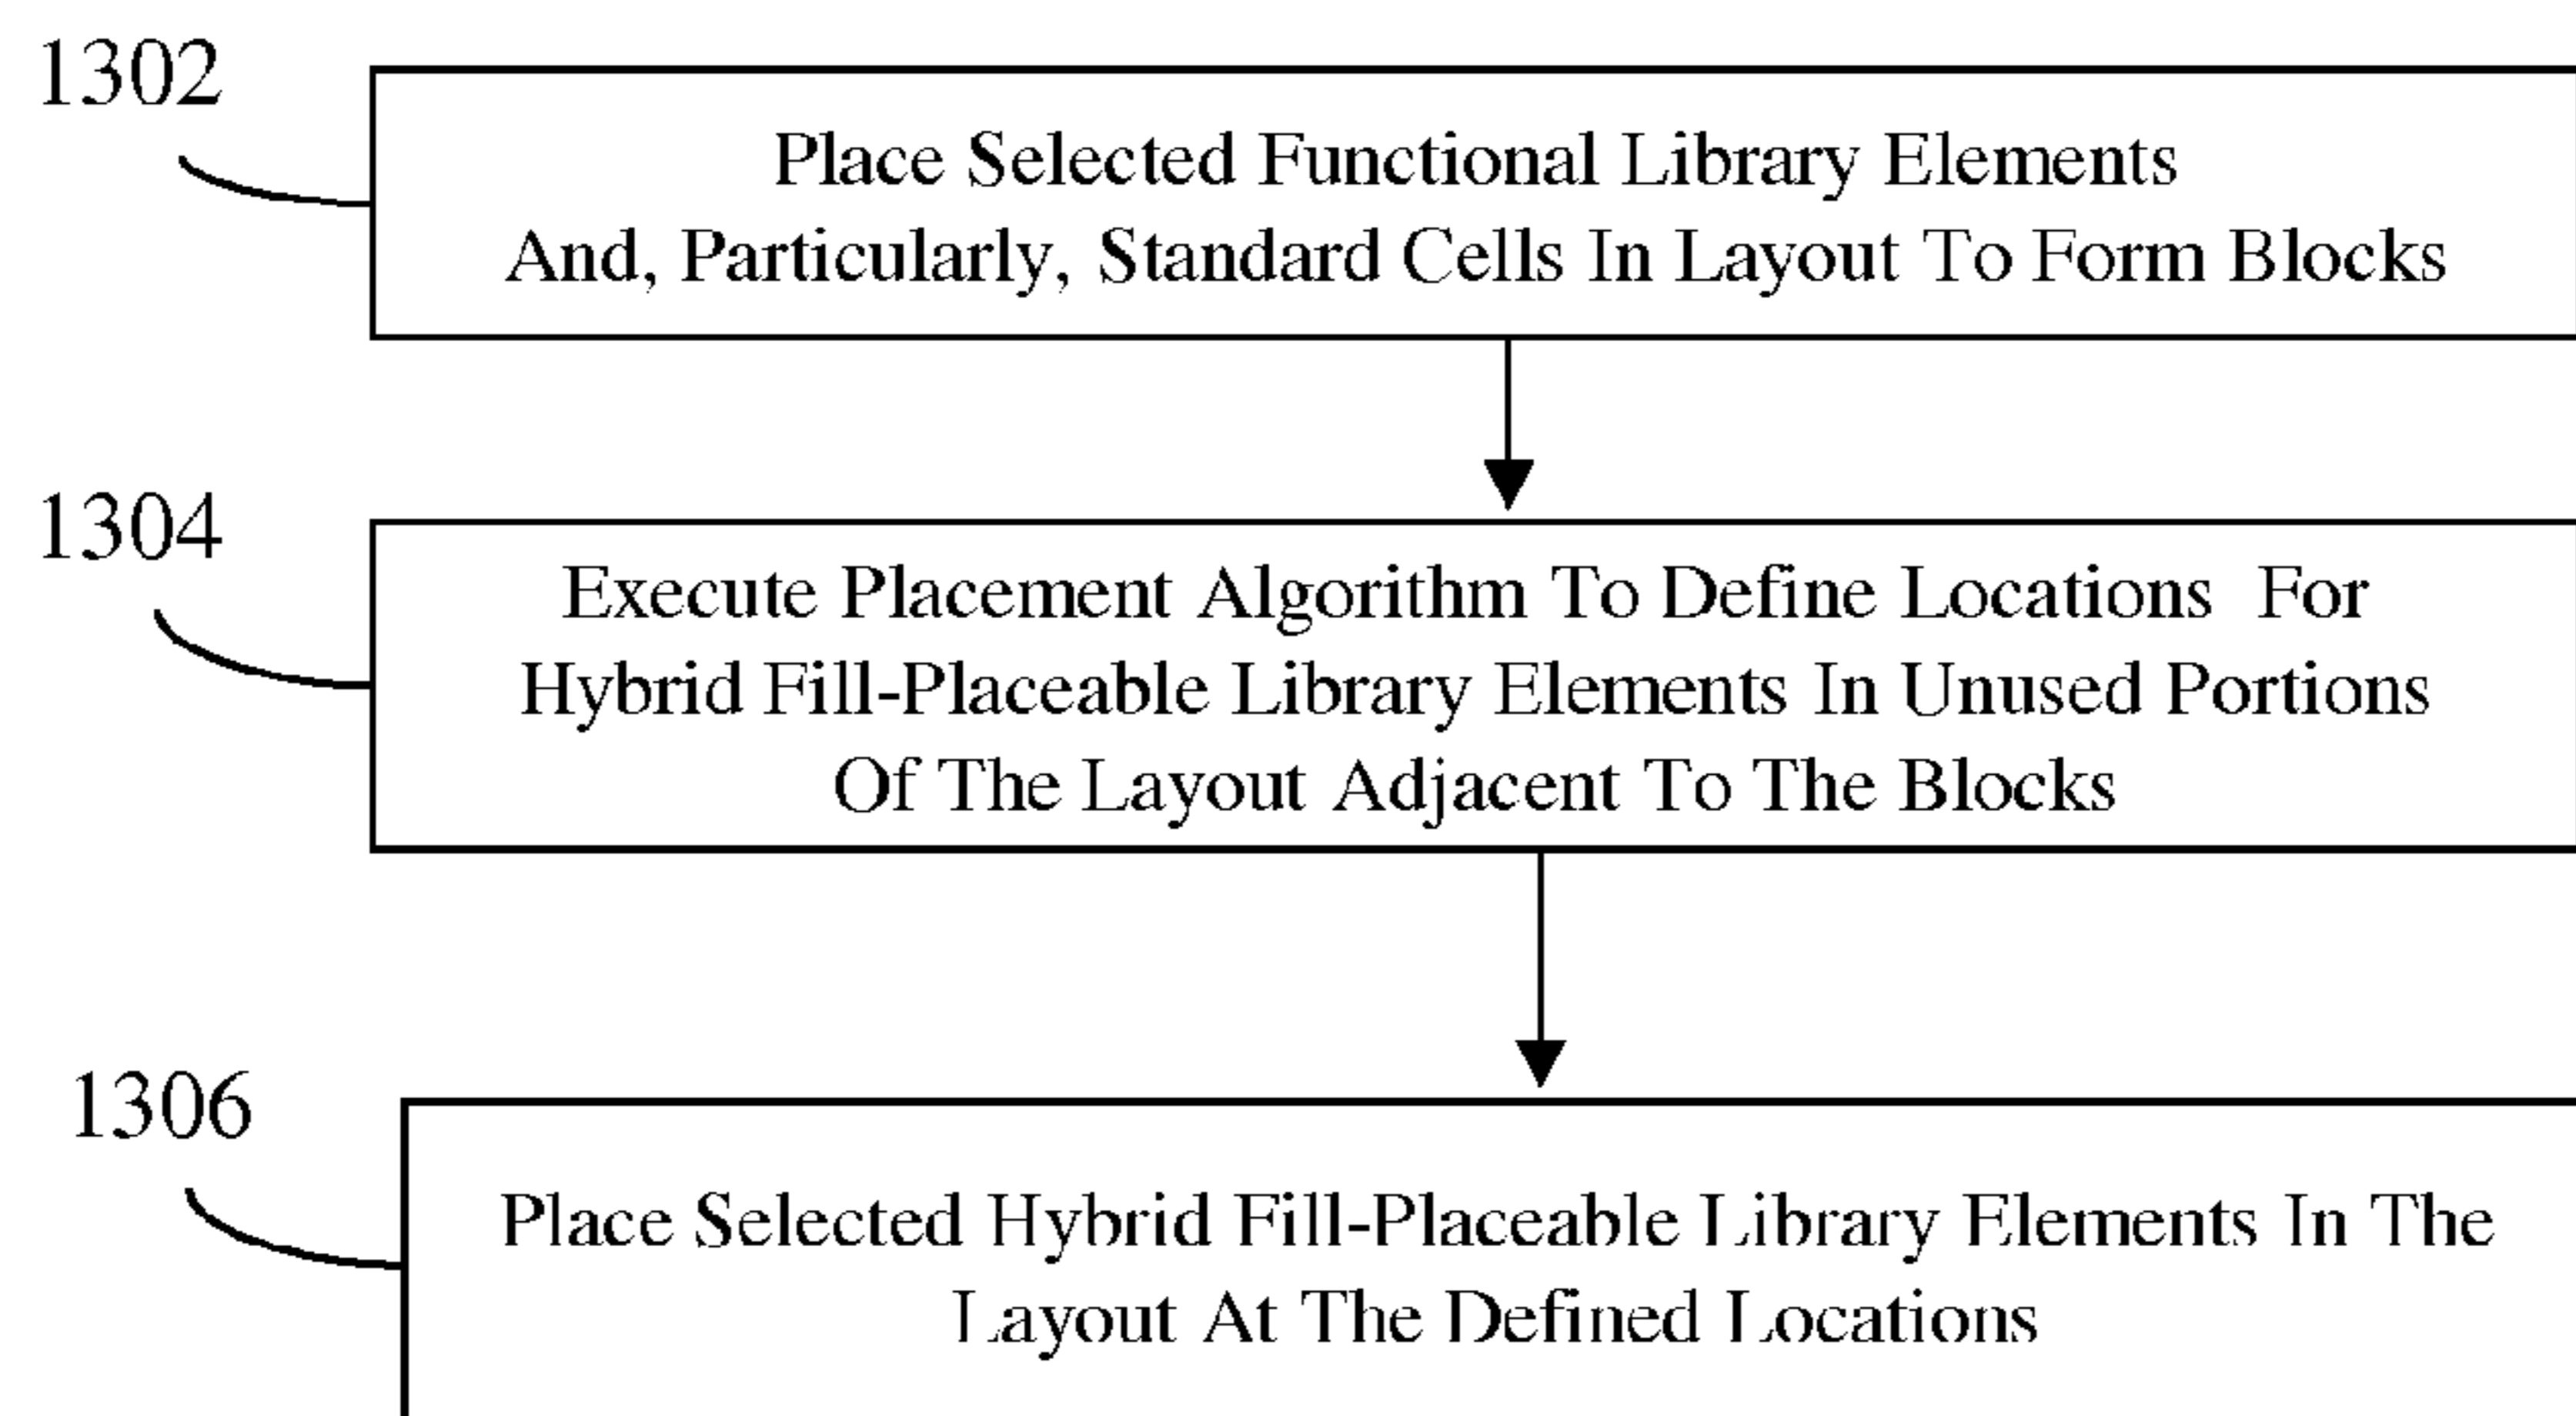 1302
Place Selected Functional Library Elements
And, Particularly, Standard Cells In Layout To Form Blocks
1304
Execute Placement Algorithm To Define Locations For
Hybrid Fill-Placeable Library Elements In Unused Portions
Of The Layout Adjacent To The Blocks
1306
Place Selected Hybrid Fill-Placeable Library Elements In The
Layout At The Defined Locations